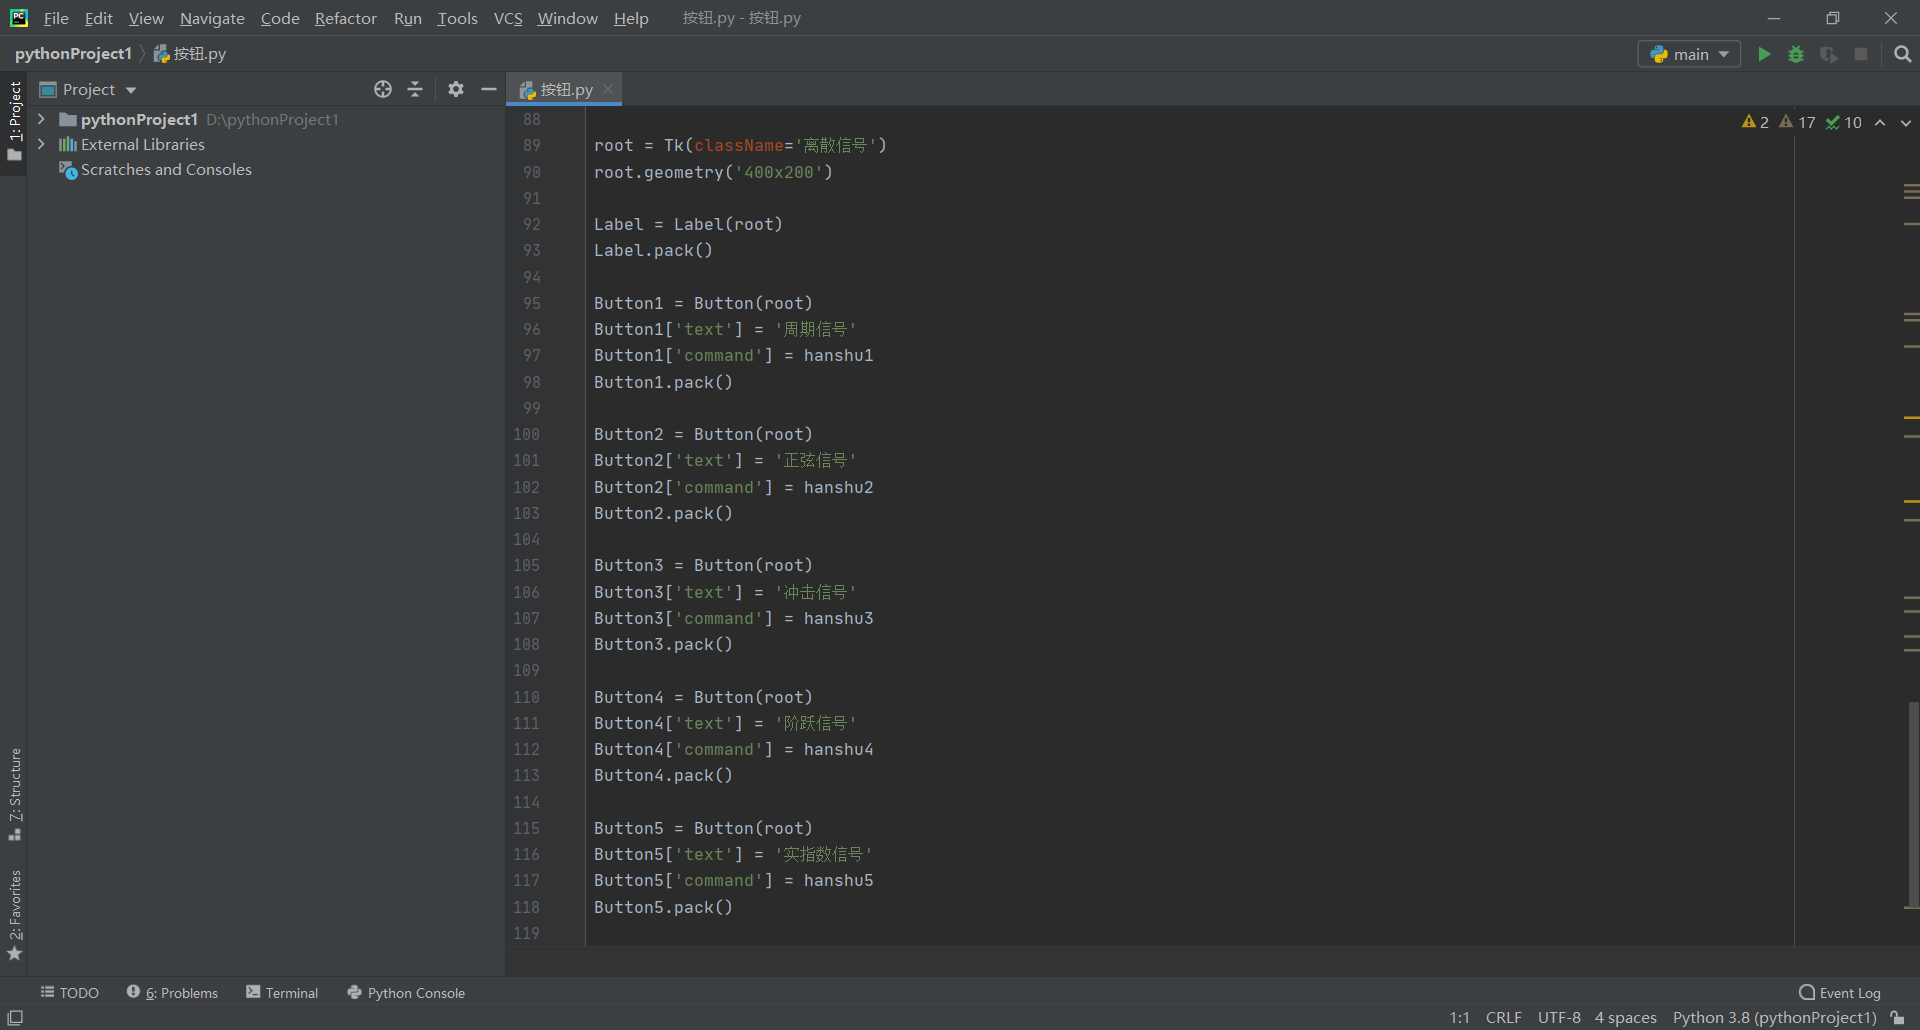 PC File Edit View Navigate Code Refactor Run Tools VCS Window Help 按钮.py - 按钮.py
pythonProject1 按钮.py main
1: Project
Project
按钮.py
pythonProject1 D:\pythonProject1
External Libraries
Scratches and Consoles
2 17 10
88
89 root = Tk(className='离散信号')
90 root.geometry('400x200')
91
92 Label = Label(root)
93 Label.pack()
94
95 Button1 = Button(root)
96 Button1['text'] = '周期信号'
97 Button1['command'] = hanshu1
98 Button1.pack()
99
100 Button2 = Button(root)
101 Button2['text'] = '正弦信号'
102 Button2['command'] = hanshu2
103 Button2.pack()
104
105 Button3 = Button(root)
106 Button3['text'] = '冲击信号'
107 Button3['command'] = hanshu3
108 Button3.pack()
109
110 Button4 = Button(root)
111 Button4['text'] = '阶跃信号'
112 Button4['command'] = hanshu4
113 Button4.pack()
114
115 Button5 = Button(root)
116 Button5['text'] = '实指数信号'
117 Button5['command'] = hanshu5
118 Button5.pack()
119
7: Structure
2: Favorites
TODO 6: Problems Terminal Python Console Event Log
1:1 CRLF UTF-8 4 spaces Python 3.8 (pythonProject1)